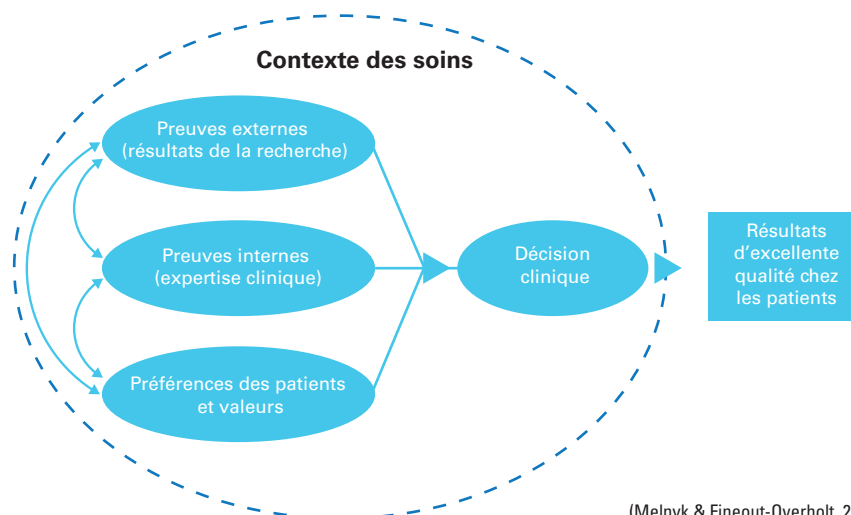 Contexte des soins
Preuves externes
(résultats de la recherche)
Preuves internes
(expertise clinique)
Préférences des patients
et valeurs
Décision
clinique
Résultats
d'excellente
qualité chez
les patients
(Melnyk & Fineout-Overholt, 2